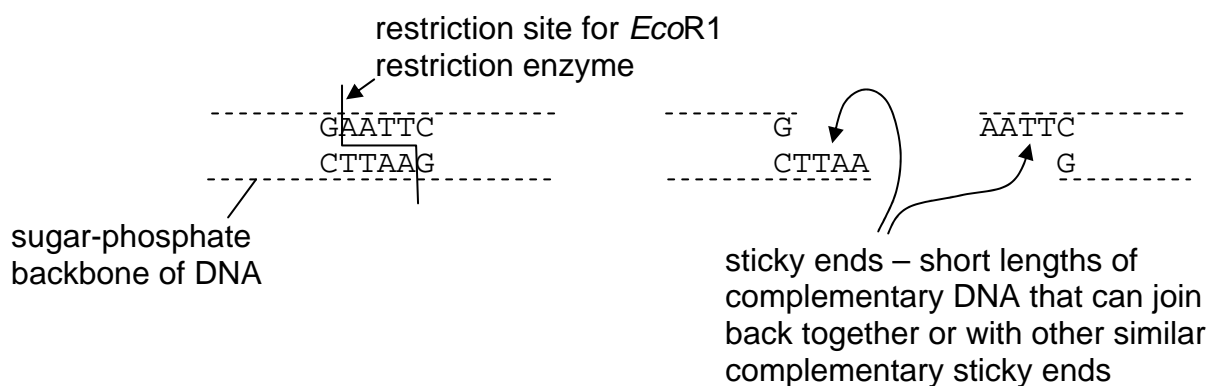 restriction site for EcoR1
restriction enzyme
GAATTC
CTTAAG
sugar-phosphate
backbone of DNA
G AATTC
CTTAA G
sticky ends – short lengths of
complementary DNA that can join
back together or with other similar
complementary sticky ends